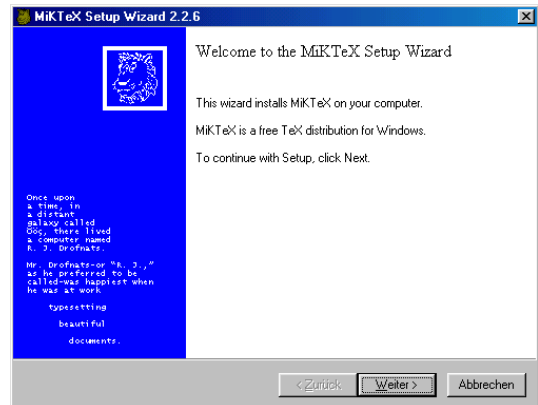 MiKTeX Setup Wizard 2.2.6
Welcome to the MiKTeX Setup Wizard
This wizard installs MiKTeX on your computer.
MiKTeX is a free TeX distribution for Windows.
To continue with Setup, click Next.
Once upon
a time, in
a distant
galaxy called
Ööç, there lived
a computer named
R. J. Drofnats.
Mr. Drofnats-or "R. J.,"
as he preferred to be
called-was happiest when
he was at work
typesetting
beautiful
documents.
< Zurück
Weiter >
Abbrechen